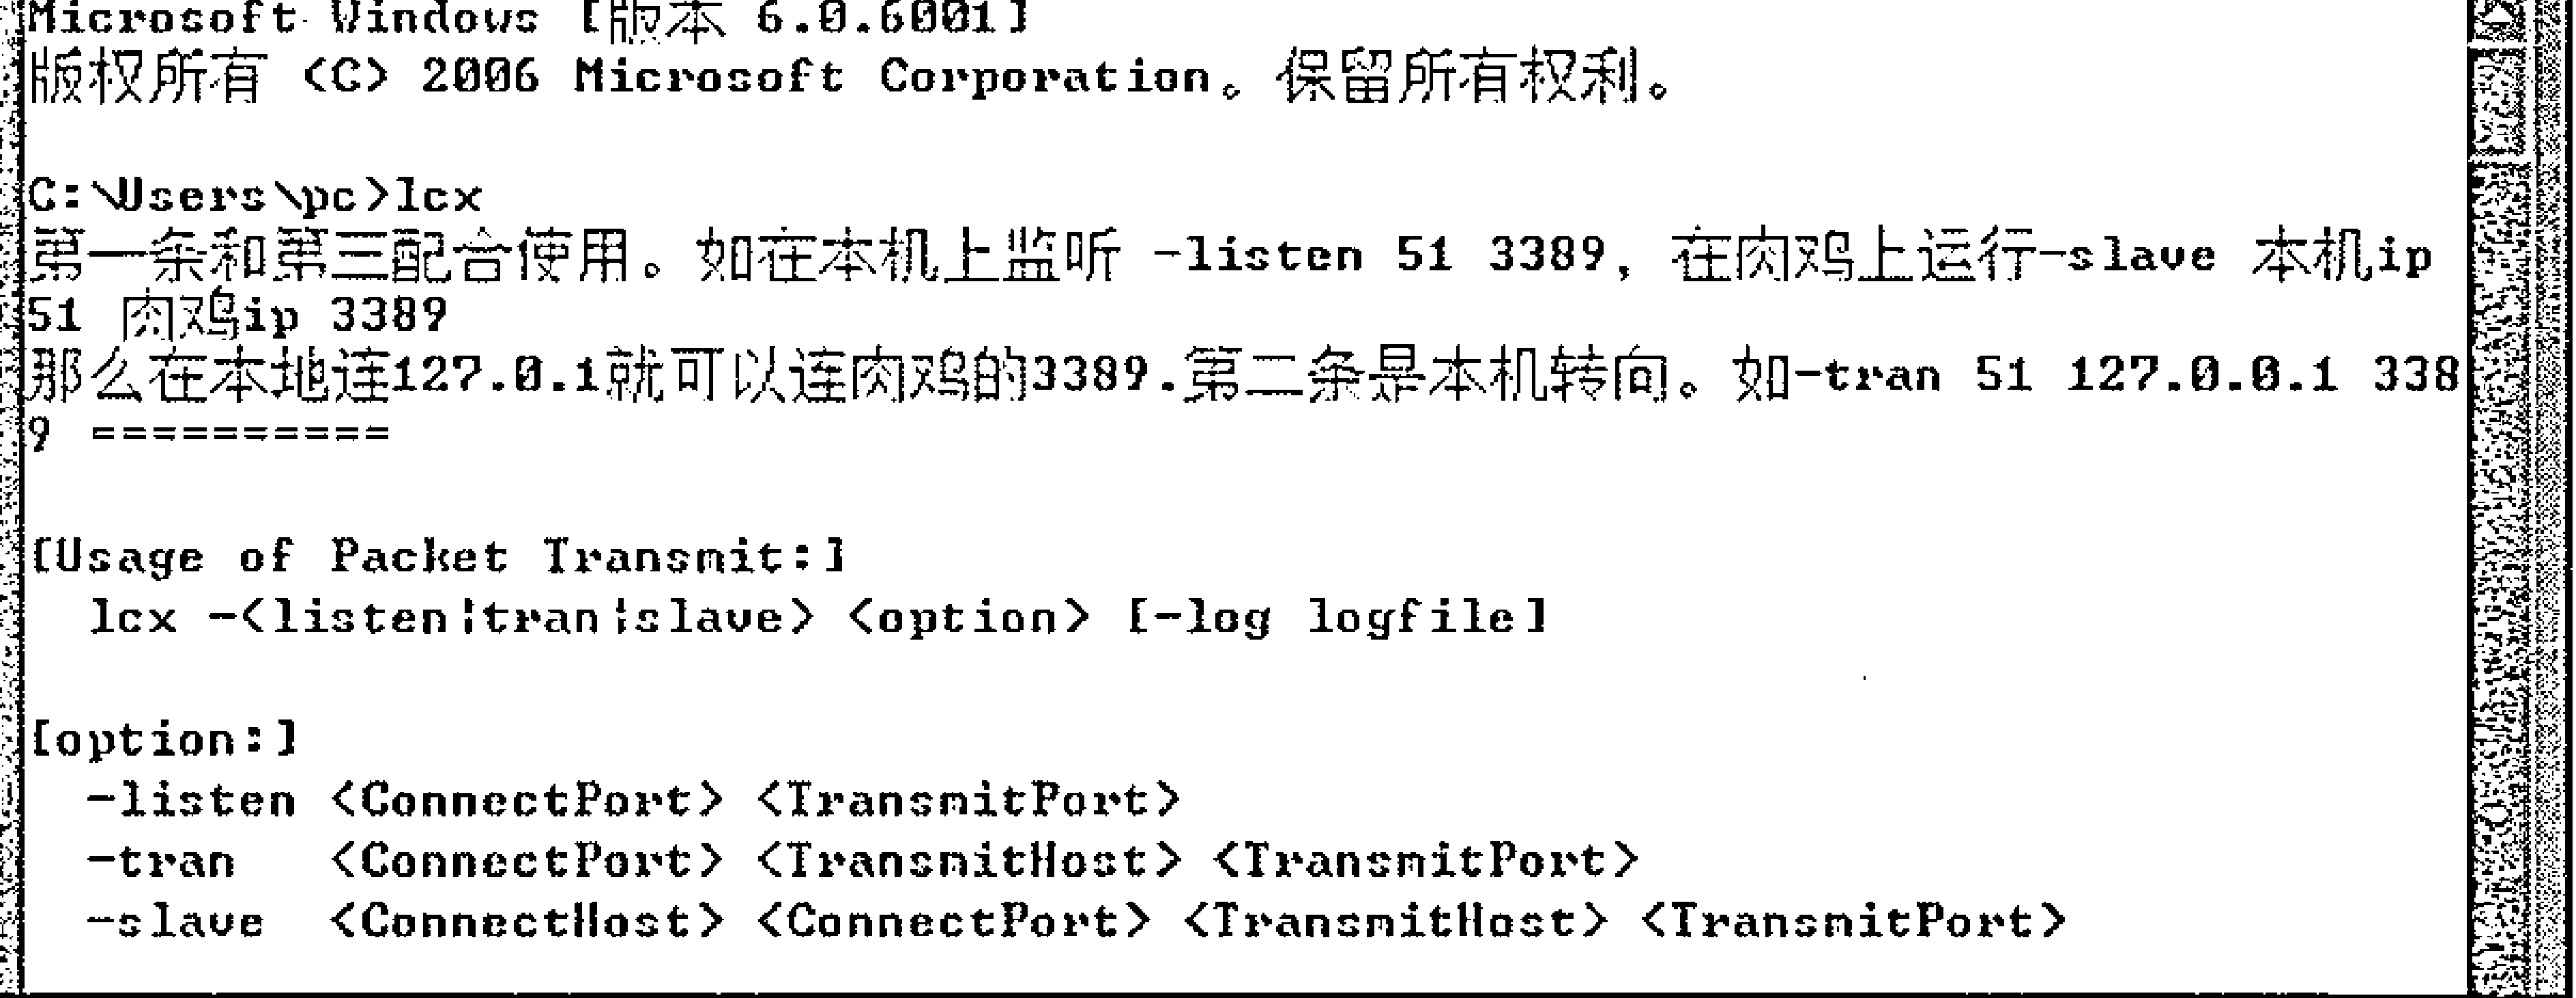 Microsoft Windows [版本 6.0.6001]
版权所有 <C> 2006 Microsoft Corporation。保留所有权利。
C:\Users\pc>lcx
第一条和第三配合使用。如在本机上监听 -listen 51 3389，在肉鸡上运行-slave 本机ip
51 肉鸡ip 3389
那么在本地连127.0.1就可以连肉鸡的3389.第二条是本机转向。如-tran 51 127.0.0.1 338
9 ==========
[Usage of Packet Transmit:]
lcx -<listen|tran|slave> <option> [-log logfile]
[option:]
-listen <ConnectPort> <TransmitPort>
-tran <ConnectPort> <TransmitHost> <TransmitPort>
-slave <ConnectHost> <ConnectPort> <TransmitHost> <TransmitPort>